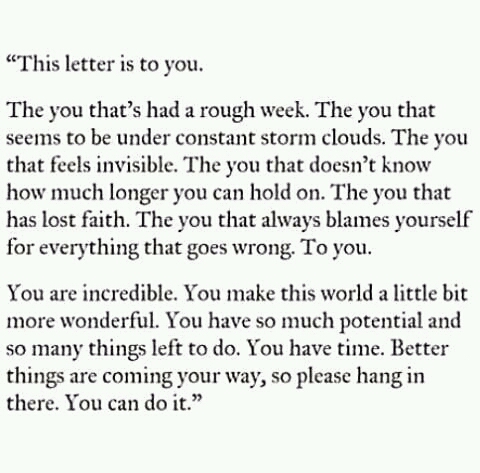 “This letter is to you.
The you that’s had a rough week. The you that
seems to be under constant storm clouds. The you
that feels invisible. The you that doesn’t know
how much longer you can hold on. The you that
has lost faith. The you that always blames yourself
for everything that goes wrong. To you.
You are incredible. You make this world a little bit
more wonderful. You have so much potential and
so many things left to do. You have time. Better
things are coming your way, so please hang in
there. You can do it.”